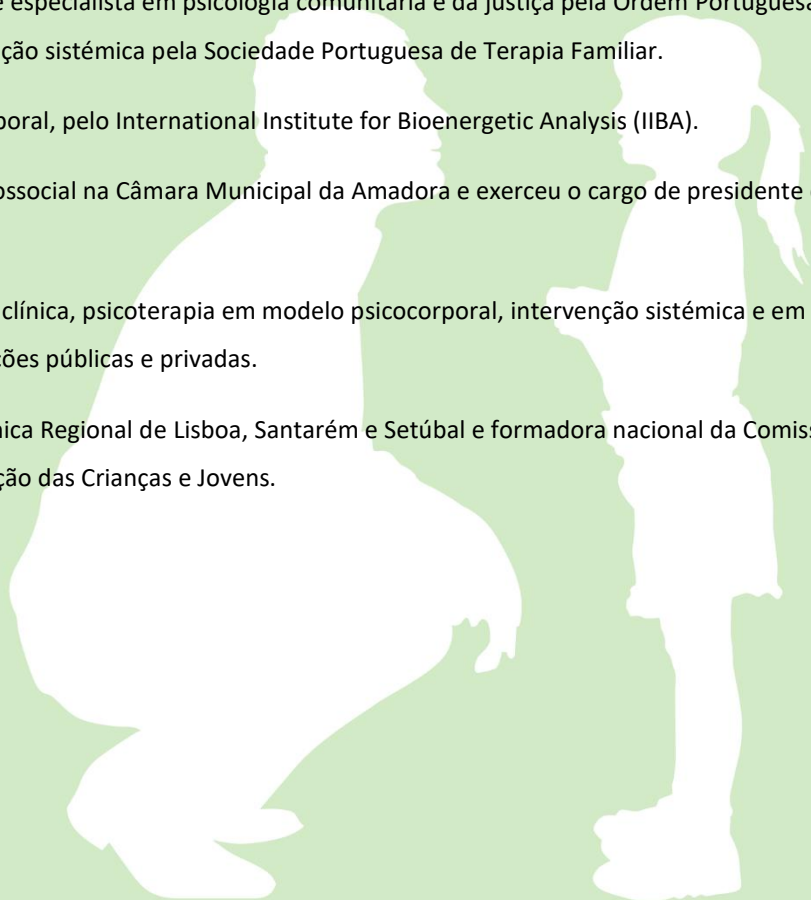 especialista em psicologia comunitária e da justiça pela Ordem Portuguesa
ção sistémica pela Sociedade Portuguesa de Terapia Familiar.
poral, pelo International Institute for Bioenergetic Analysis (IIBA).
ossocial na Câmara Municipal da Amadora e exerceu o cargo de presidente
clínica, psicoterapia em modelo psicocorporal, intervenção sistémica e em
ções públicas e privadas.
nica Regional de Lisboa, Santarém e Setúbal e formadora nacional da Comiss
ção das Crianças e Jovens.